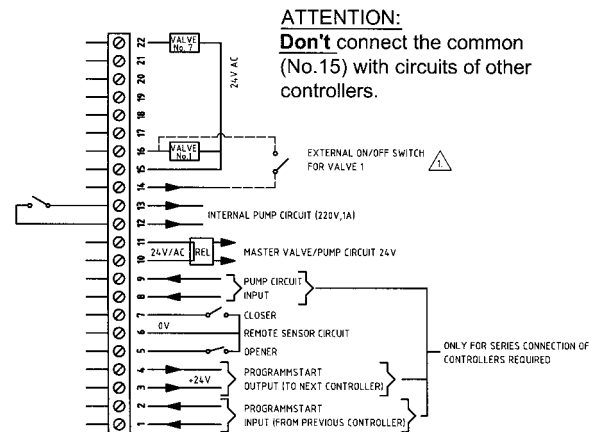 ATTENTION:
Don't connect the common
(No.15) with circuits of other
controllers.
22
VALVE
No. 7
21
20
24V AC
19
18
17
16
VALVE
No.1
15
EXTERNAL ON/OFF SWITCH
FOR VALVE 1
1.
14
13
INTERNAL PUMP CIRCUIT (220V,1A)
12
11
24V/AC
REL
MASTER VALVE/PUMP CIRCUIT 24V
10
9
PUMP CIRCUIT
8
INPUT
7
CLOSER
6
0V
REMOTE SENSOR CIRCUIT
5
OPENER
ONLY FOR SERIES CONNECTION OF
CONTROLLERS REQUIRED
4
PROGRAMMSTART
+24V
3
OUTPUT (TO NEXT CONTROLLER)
2
PROGRAMMSTART
1
INPUT (FROM PREVIOUS CONTROLLER)